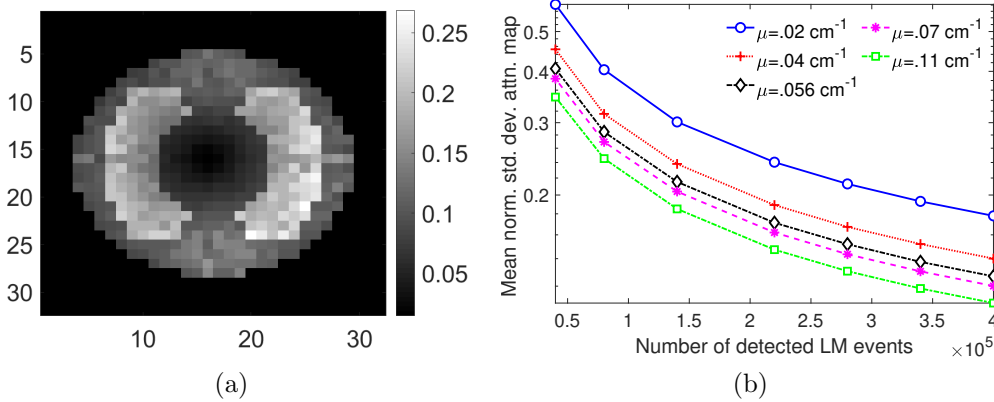 5
10
15
20
25
30
10
20
30
0.25
0.2
0.15
0.1
0.05
(a)
Mean norm. std. dev. attn. map
0.5
0.4
0.3
0.2
μ=.02 cm⁻¹
μ=.04 cm⁻¹
μ=.056 cm⁻¹
μ=.07 cm⁻¹
μ=.11 cm⁻¹
0.5 1 1.5 2 2.5 3 3.5 4
Number of detected LM events ×10⁵
(b)